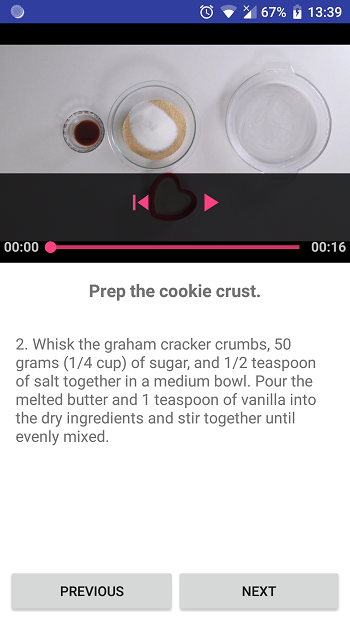 67% 13:39
00:00 00:16
Prep the cookie crust.
2. Whisk the graham cracker crumbs, 50
grams (1/4 cup) of sugar, and 1/2 teaspoon
of salt together in a medium bowl. Pour the
melted butter and 1 teaspoon of vanilla into
the dry ingredients and stir together until
evenly mixed.
PREVIOUS NEXT